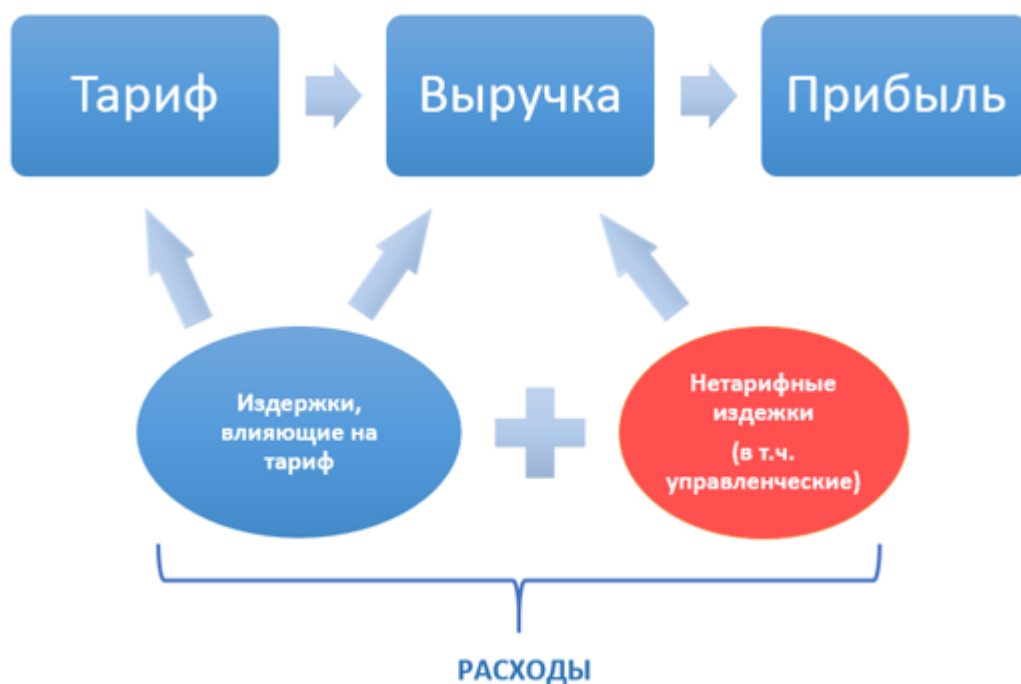 Тариф
Выручка
Прибыль
Издержки,
влияющие на
тариф
Нетарифные
издежки
(в т.ч.
управленческие)
РАСХОДЫ